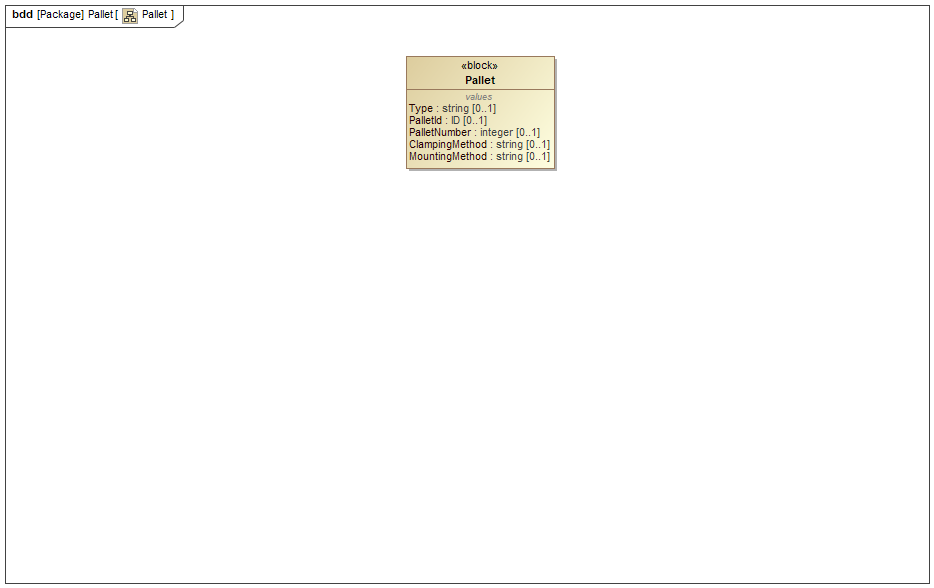 bdd [Package] Pallet [ Pallet ]
«block»
Pallet
values
Type : string [0..1]
PalletId : ID [0..1]
PalletNumber : integer [0..1]
ClampingMethod : string [0..1]
MountingMethod : string [0..1]